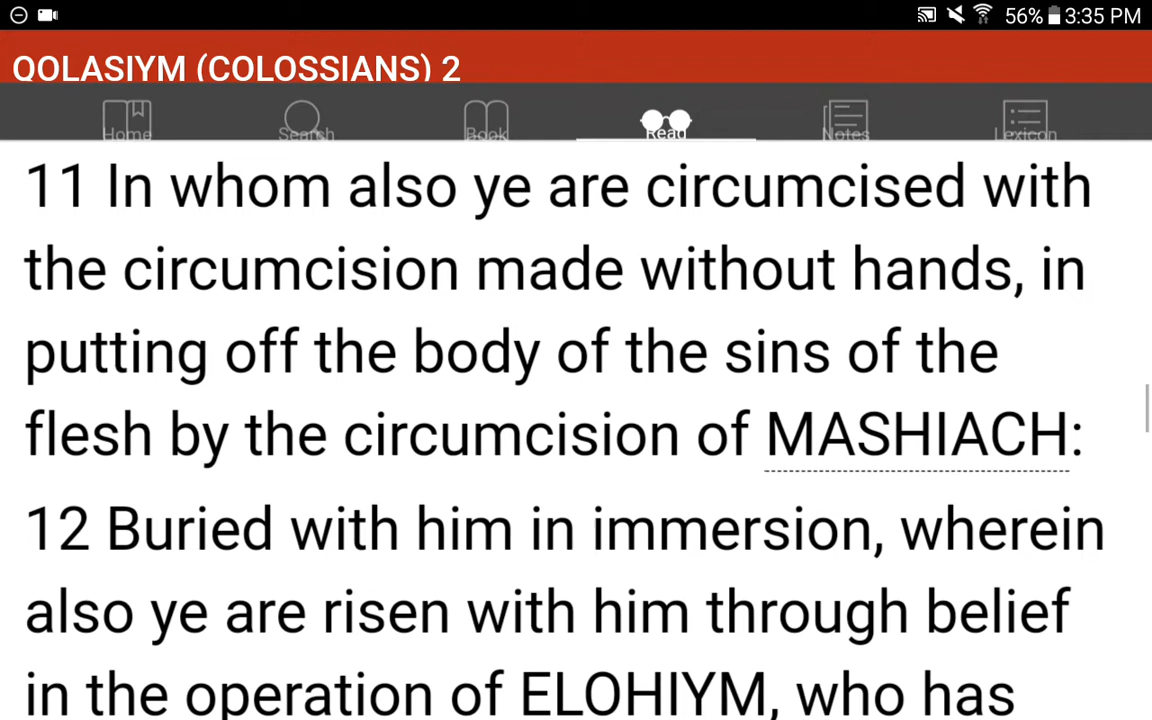 56% 3:35 PM
QOLASIYM (COLOSSIANS) 2
Home Search Book Read Notes Lexicon
11 In whom also ye are circumcised with
the circumcision made without hands, in
putting off the body of the sins of the
flesh by the circumcision of MASHIACH:
12 Buried with him in immersion, wherein
also ye are risen with him through belief
in the operation of ELOHIYM, who has